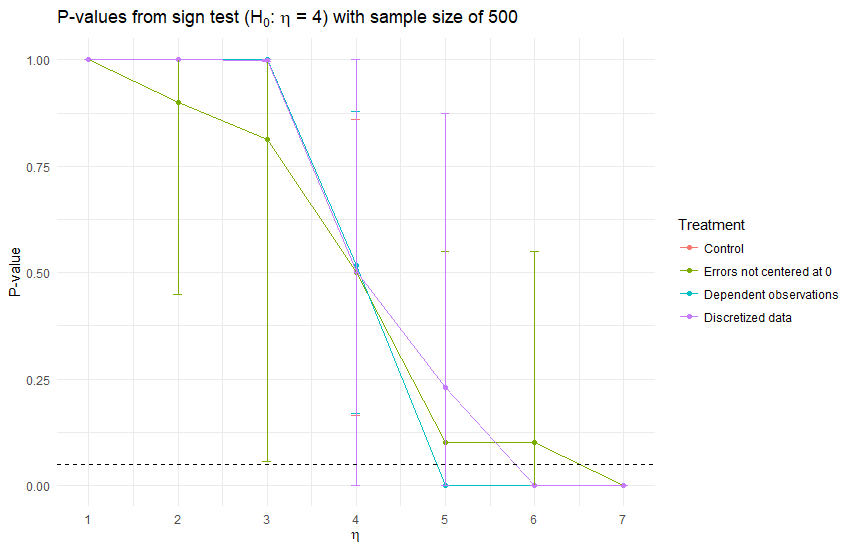 P-values from sign test (H₀: η = 4) with sample size of 500
1.00
0.75
0.50
0.25
0.00
P-value
1 2 3 4 5 6 7
η
Treatment
Control
Errors not centered at 0
Dependent observations
Discretized data